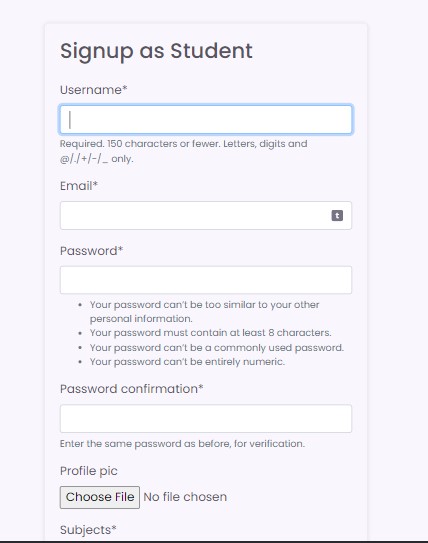 Signup as Student
Username*
Required. 150 characters or fewer. Letters, digits and
@/./+/-/_ only.
Email*
t
Password*
Your password can't be too similar to your other
personal information.
Your password must contain at least 8 characters.
Your password can't be a commonly used password.
Your password can't be entirely numeric.
Password confirmation*
Enter the same password as before, for verification.
Profile pic
Choose File No file chosen
Subjects*